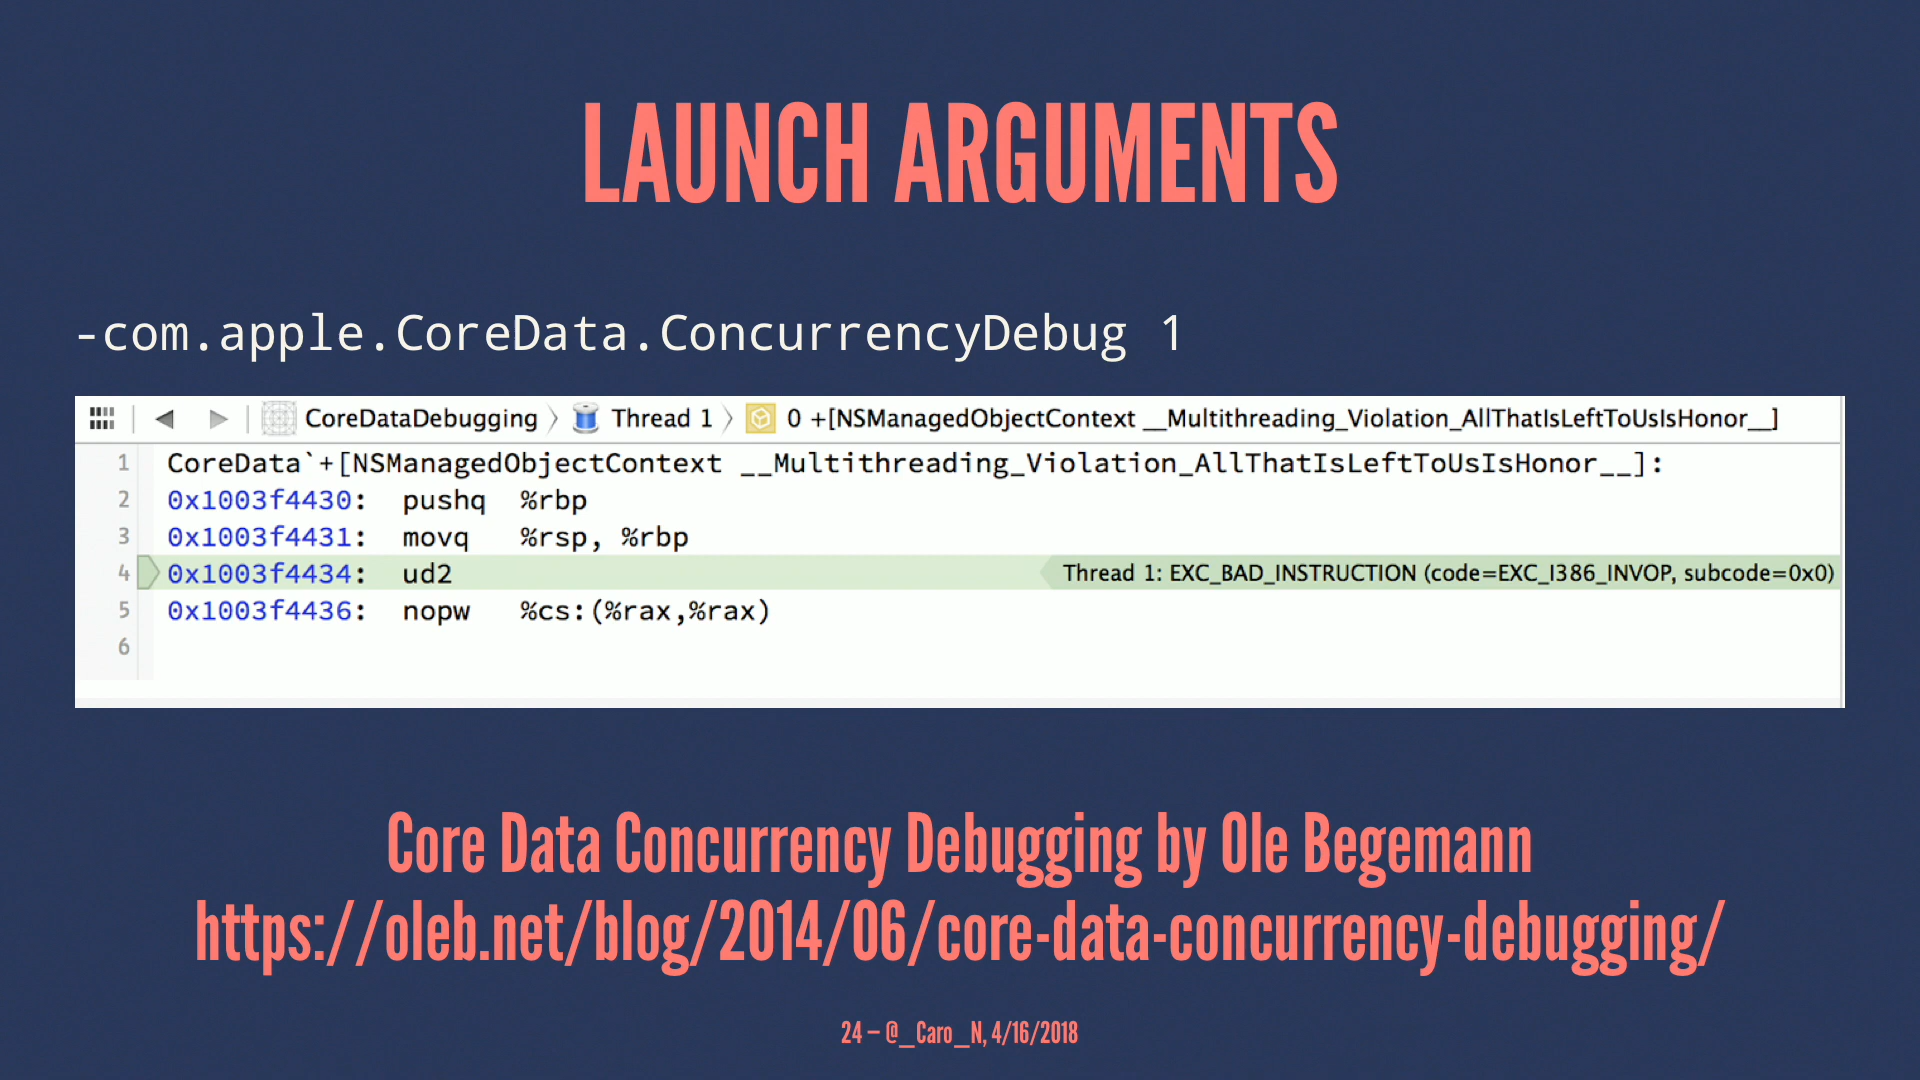 LAUNCH ARGUMENTS
-com.apple.CoreData.ConcurrencyDebug 1
CoreDataDebugging Thread 1 0 +[NSManagedObjectContext __Multithreading_Violation_AllThatIsLeftToUsIsHonor__]
1 CoreData`+[NSManagedObjectContext __Multithreading_Violation_AllThatIsLeftToUsIsHonor__]:
2 0x1003f4430: pushq %rbp
3 0x1003f4431: movq %rsp, %rbp
4 0x1003f4434: ud2 Thread 1: EXC_BAD_INSTRUCTION (code=EXC_I386_INVOP, subcode=0x0)
5 0x1003f4436: nopw %cs:(%rax,%rax)
6
Core Data Concurrency Debugging by Ole Begemann
https://oleb.net/blog/2014/06/core-data-concurrency-debugging/
24 — @_Caro_N, 4/16/2018